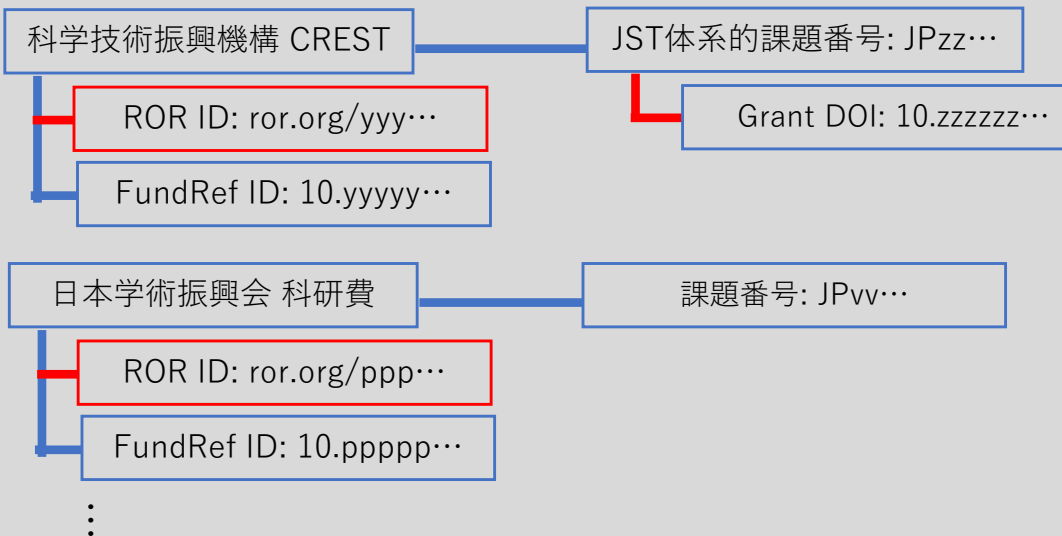 科学技術振興機構 CREST
JST体系的課題番号: JPzz…
ROR ID: ror.org/yyy…
Grant DOI: 10.zzzzzz…
FundRef ID: 10.yyyyy…
日本学術振興会 科研費
課題番号: JPvv…
ROR ID: ror.org/ppp…
FundRef ID: 10.ppppp…
⋮